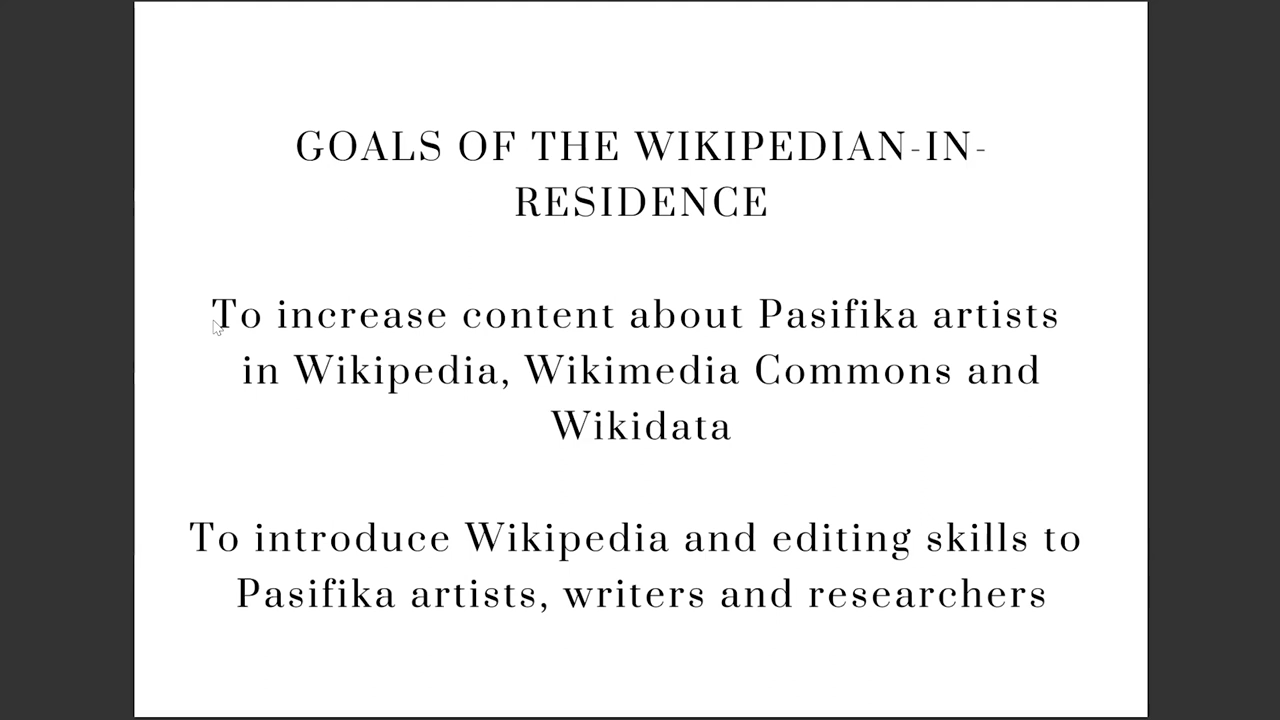 GOALS OF THE WIKIPEDIAN-IN-
RESIDENCE
To increase content about Pasifika artists
in Wikipedia, Wikimedia Commons and
Wikidata
To introduce Wikipedia and editing skills to
Pasifika artists, writers and researchers